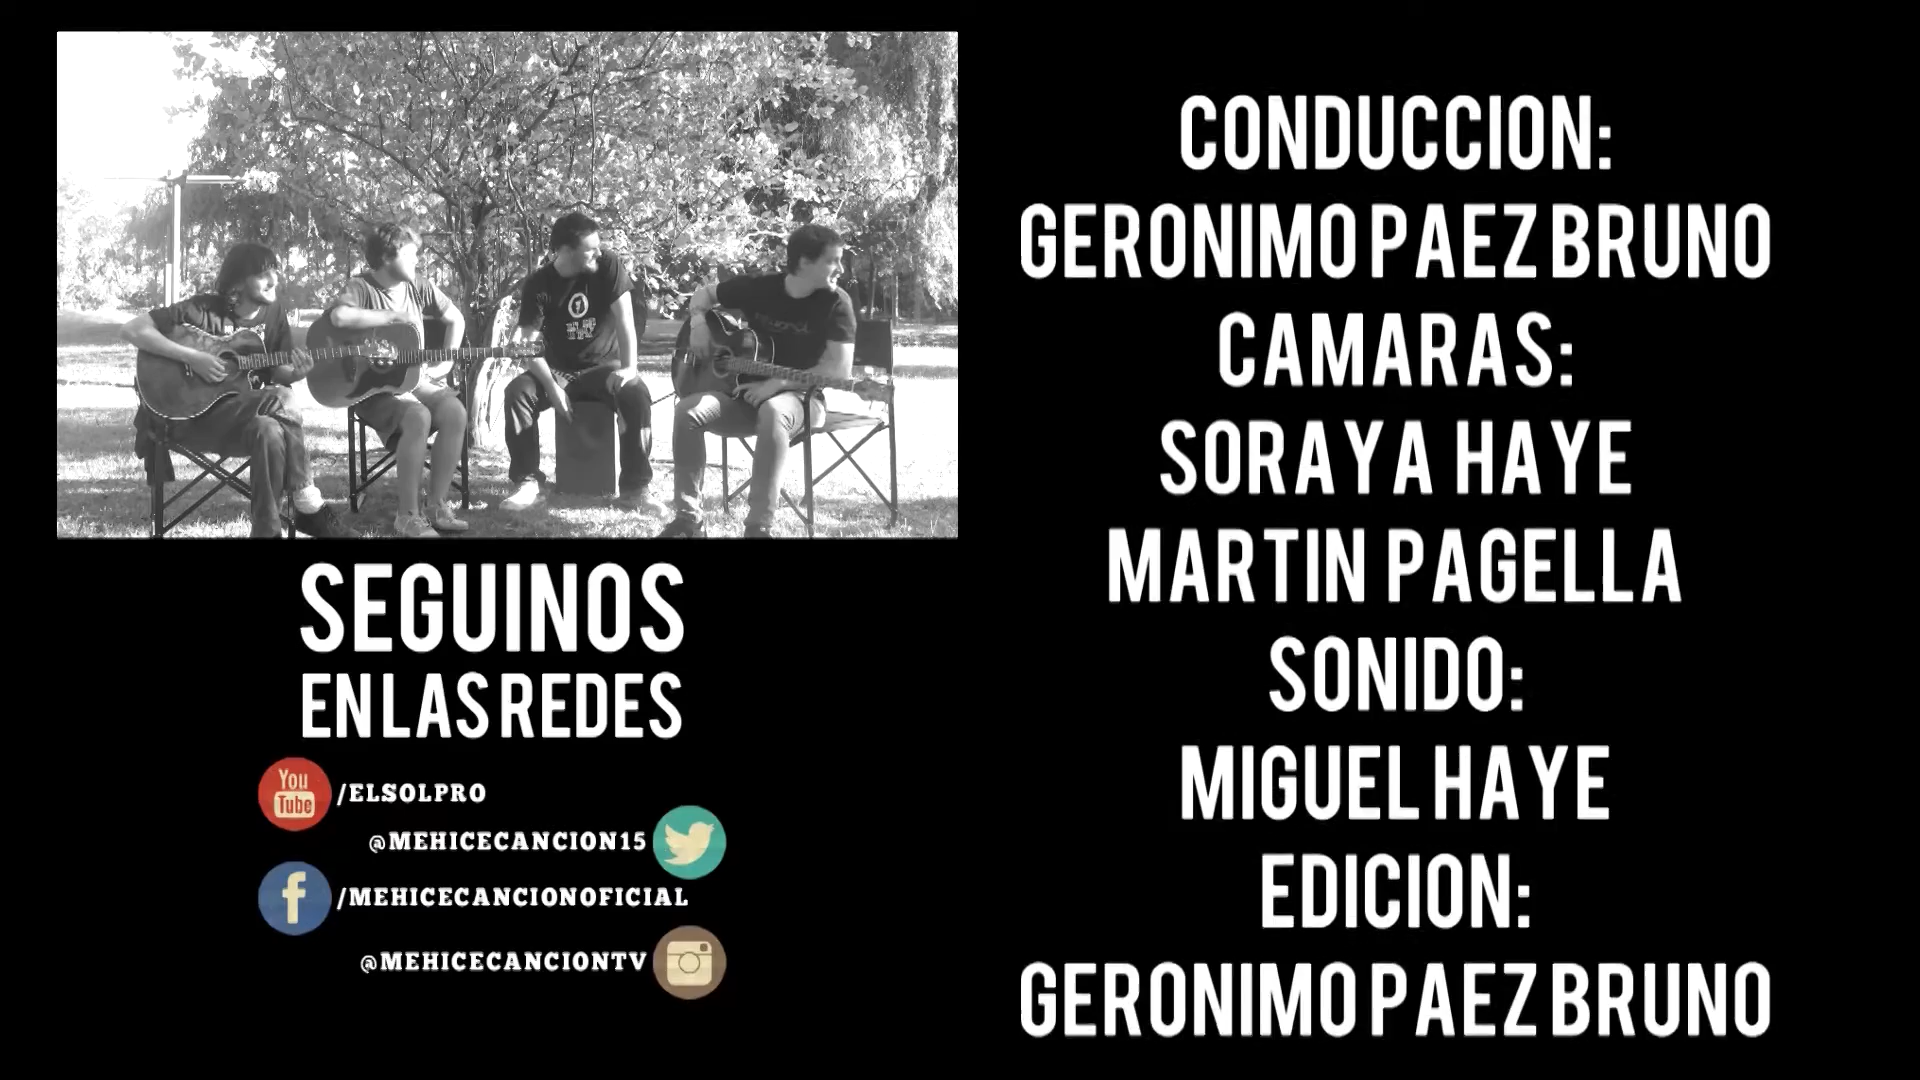 SEGUINOS
EN LAS REDES
You
Tube
/ELSOLPRO
@MEHICECANCION15
f
/MEHICECANCIONOFICIAL
@MEHICECANCIONTV
CONDUCCION:
GERONIMO PAEZ BRUNO
CAMARAS:
SORAYA HAYE
MARTIN PAGELLA
SONIDO:
MIGUEL HAYE
EDICION:
GERONIMO PAEZ BRUNO